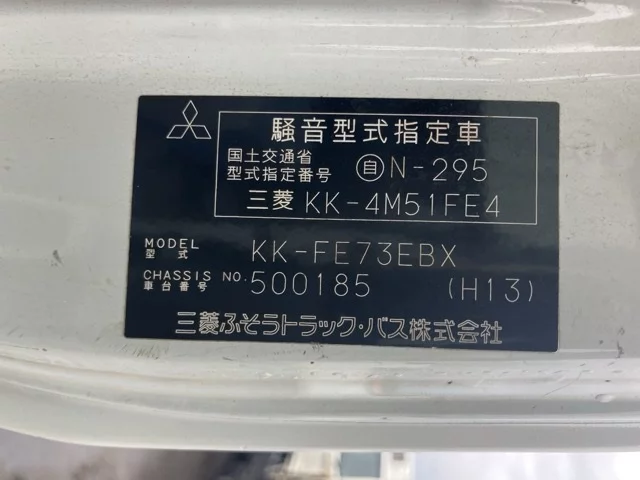 騒音型式指定車
国土交通省
型式指定番号 自 N-295
三菱 KK-4M51FE4
MODEL
型式 KK-FE73EBX
CHASSIS NO.
車台番号 500185 (H13)
三菱ふそうトラック・バス株式会社